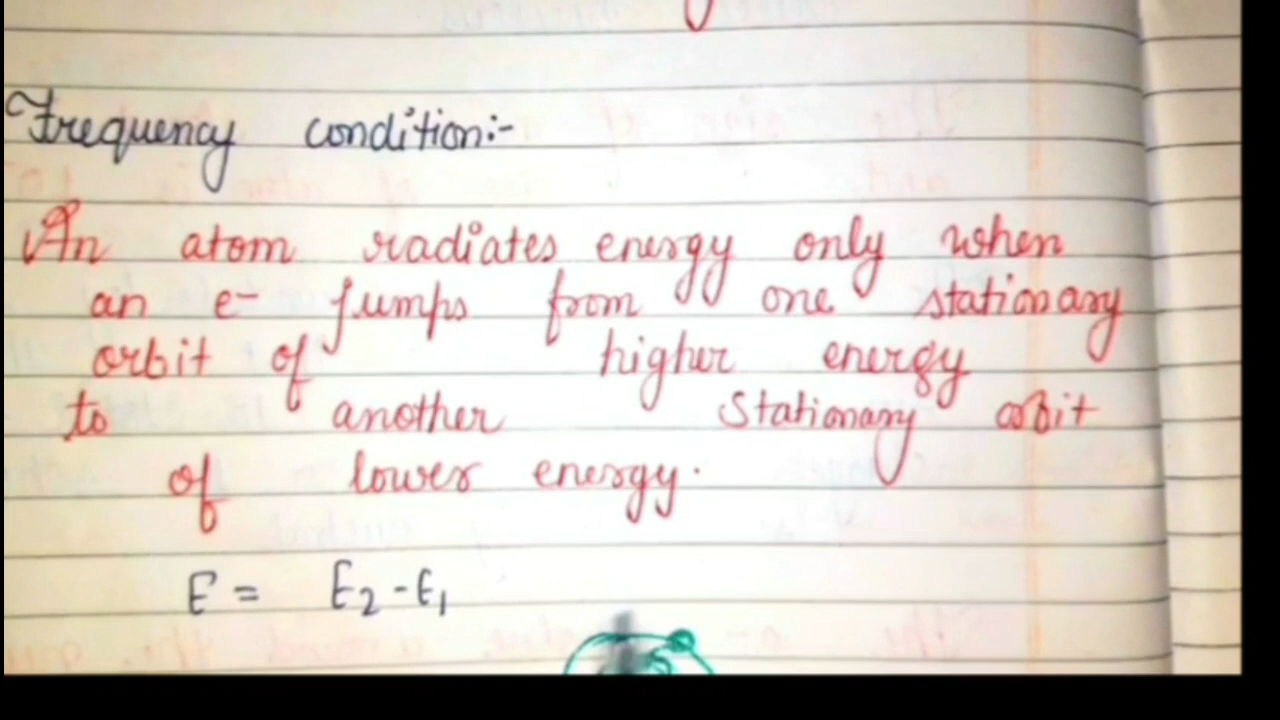 Frequency condition:-
An atom radiates energy only when
an e- jumps from one stationary
orbit of higher energy
to another stationary orbit
of lower energy.
E = E₂ - E₁